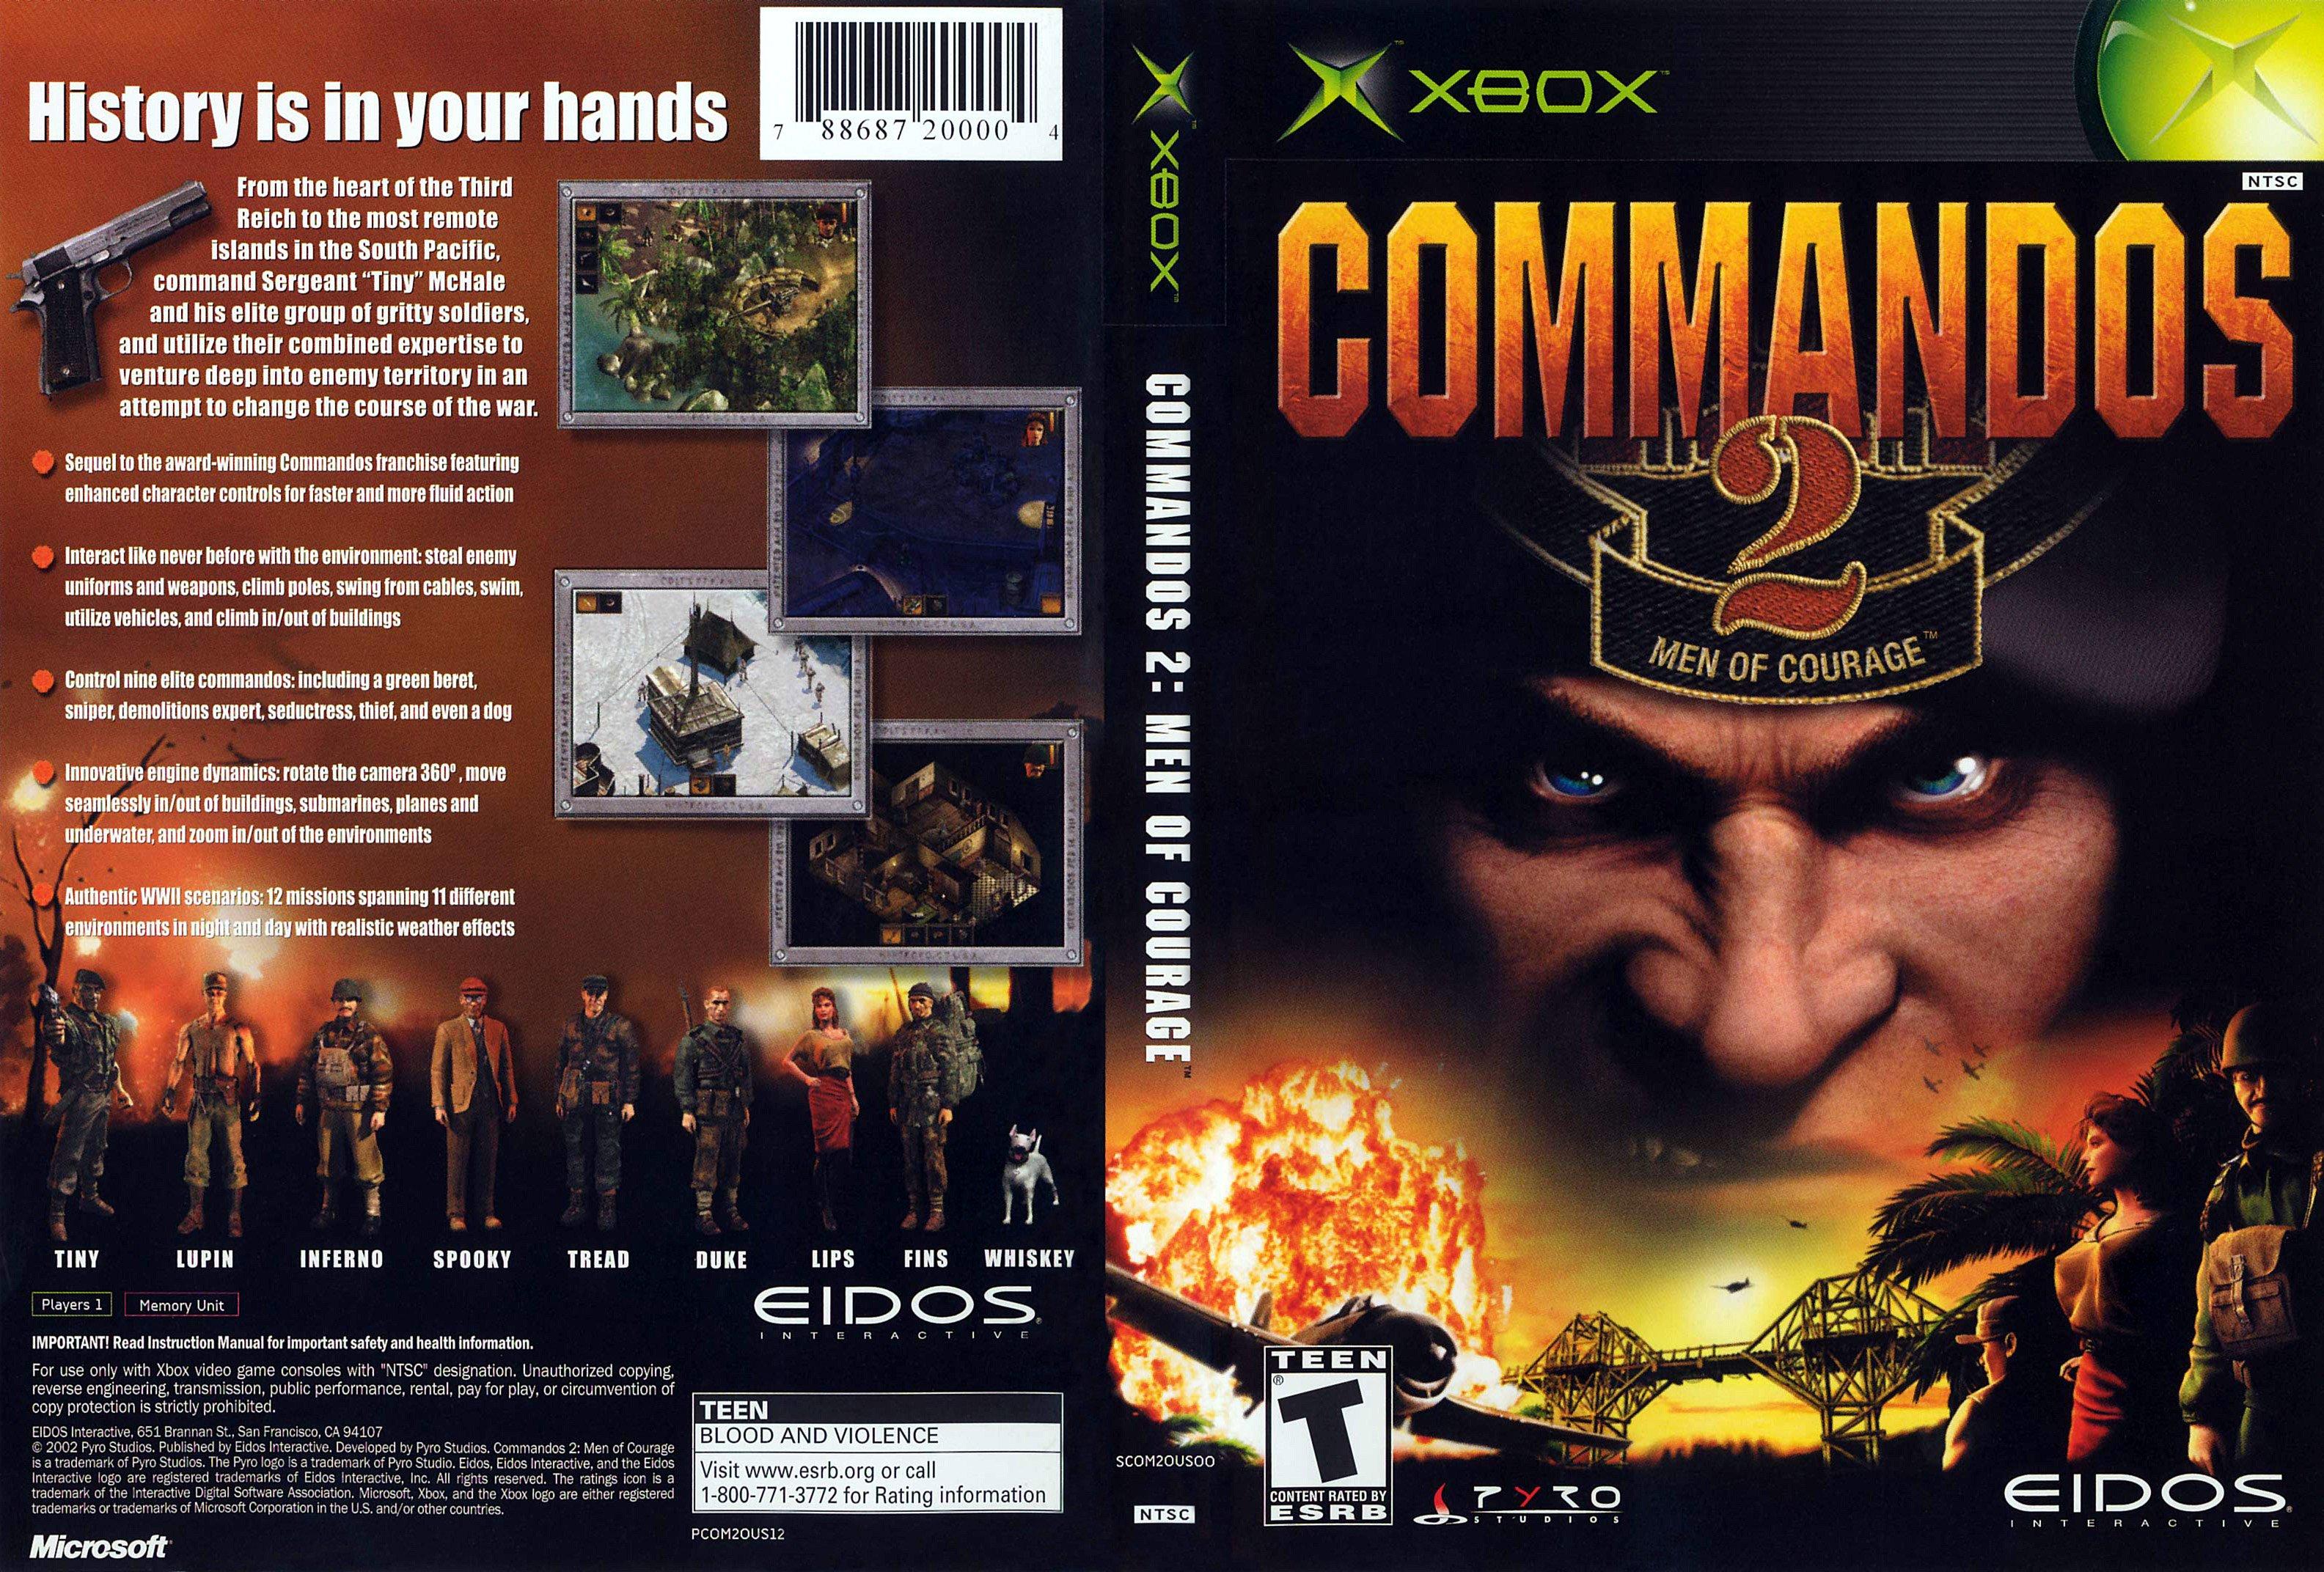 History is in your hands
7 88687 20000 4
From the heart of the Third
Reich to the most remote
islands in the South Pacific,
command Sergeant “Tiny” McHale
and his elite group of gritty soldiers,
and utilize their combined expertise to
venture deep into enemy territory in an
attempt to change the course of the war.
Sequel to the award-winning Commandos franchise featuring
enhanced character controls for faster and more fluid action
Interact like never before with the environment: steal enemy
uniforms and weapons, climb poles, swing from cables, swim,
utilize vehicles, and climb in/out of buildings
Control nine elite commandos: including a green beret,
sniper, demolitions expert, seductress, thief, and even a dog
Innovative engine dynamics: rotate the camera 360º , move
seamlessly in/out of buildings, submarines, planes and
underwater, and zoom in/out of the environments
Authentic WWII scenarios: 12 missions spanning 11 different
environments in night and day with realistic weather effects
TINY LUPIN INFERNO SPOOKY TREAD DUKE LIPS FINS WHISKEY
Players 1 Memory Unit
EIDOS®
INTERACTIVE
IMPORTANT! Read Instruction Manual for important safety and health information.
For use only with Xbox video game consoles with "NTSC" designation. Unauthorized copying,
reverse engineering, transmission, public performance, rental, pay for play, or circumvention of
copy protection is strictly prohibited.
EIDOS Interactive, 651 Brannan St., San Francisco, CA 94107
© 2002 Pyro Studios. Published by Eidos Interactive. Developed by Pyro Studios. Commandos 2: Men of Courage
is a trademark of Pyro Studios. The Pyro logo is a trademark of Pyro Studio. Eidos, Eidos Interactive, and the Eidos
Interactive logo are registered trademarks of Eidos Interactive, Inc. All rights reserved. The ratings icon is a
trademark of the Interactive Digital Software Association. Microsoft, Xbox, and the Xbox logo are either registered
trademarks or trademarks of Microsoft Corporation in the U.S. and/or other countries.
Microsoft®
TEEN
BLOOD AND VIOLENCE
Visit www.esrb.org or call
1-800-771-3772 for Rating information
PCOM2OUS12
XBOX™
COMMANDOS 2: MEN OF COURAGE™
SCOM2OUSOO
NTSC
XBOX™
NTSC
COMMANDOS
2
MEN OF COURAGE™
TEEN
®
T
CONTENT RATED BY
ESRB
PYRO
STUDIOS
EIDOS®
INTERACTIVE